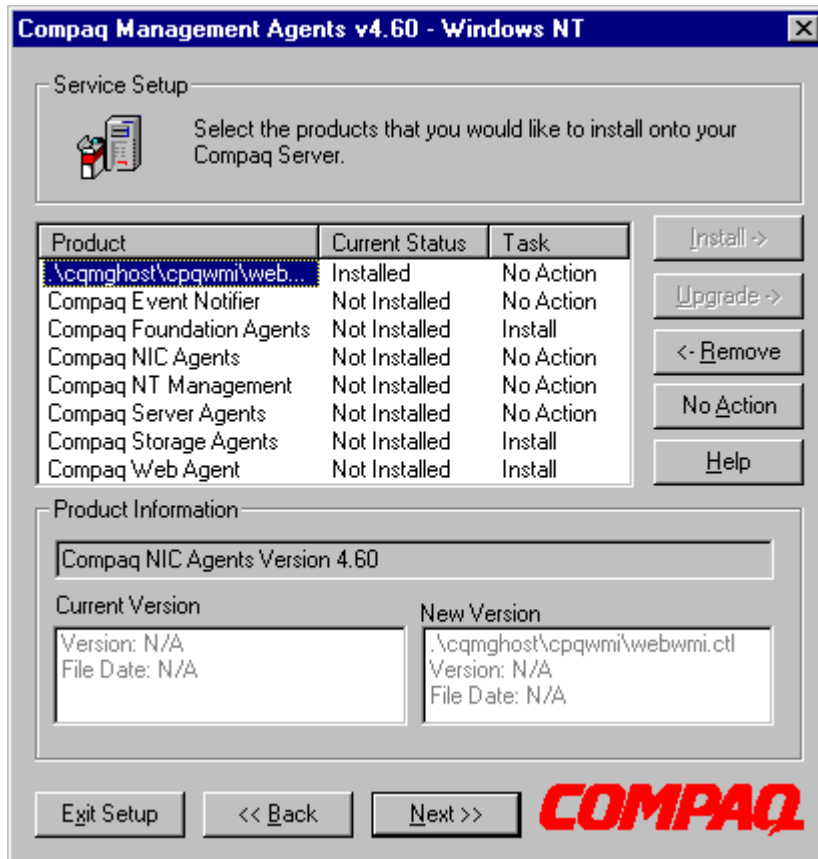 Compaq Management Agents v4.60 - Windows NT
Service Setup
Select the products that you would like to install onto your
Compaq Server.
Product Current Status Task
.\cqmghost\cpqwmi\web... Installed No Action
Compaq Event Notifier Not Installed No Action
Compaq Foundation Agents Not Installed Install
Compaq NIC Agents Not Installed No Action
Compaq NT Management Not Installed No Action
Compaq Server Agents Not Installed No Action
Compaq Storage Agents Not Installed Install
Compaq Web Agent Not Installed Install
Install ->
Upgrade ->
<- Remove
No Action
Help
Product Information
Compaq NIC Agents Version 4.60
Current Version
Version: N/A
File Date: N/A
New Version
.\cqmghost\cpqwmi\webwmi.ctl
Version: N/A
File Date: N/A
Exit Setup
<< Back
Next >>
COMPAQ